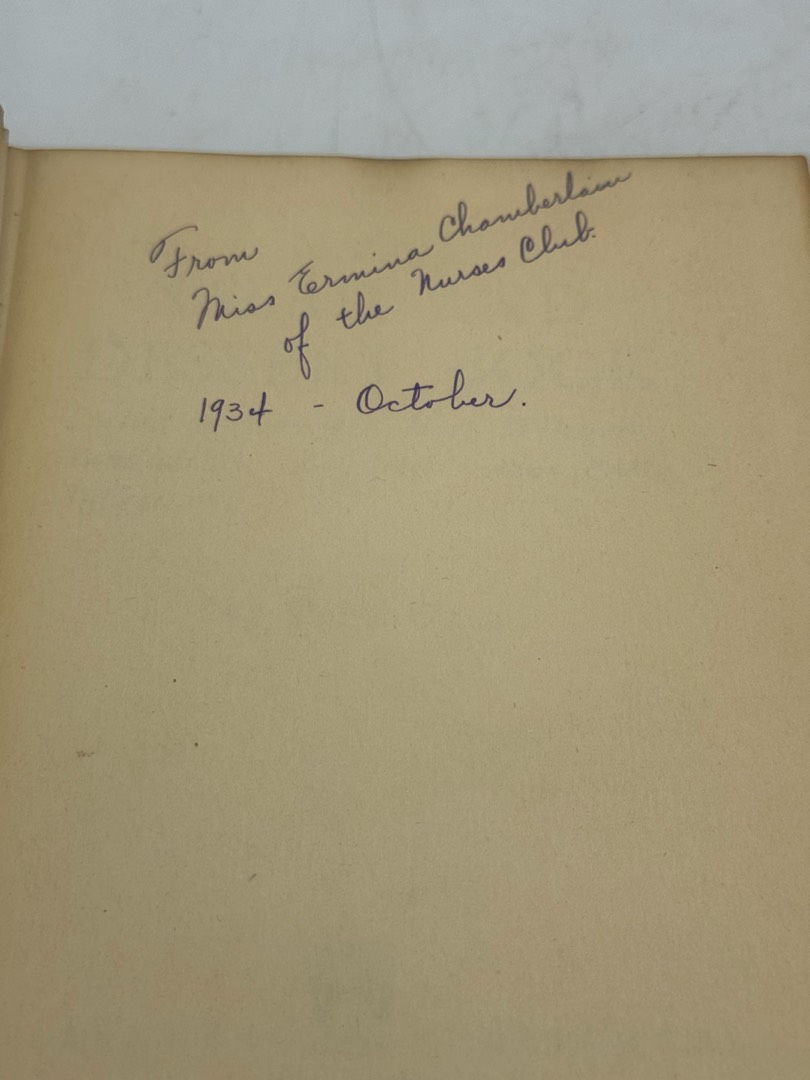 From
Miss Ermina Chamberlain
of the Nurses Club.
1934 - October.